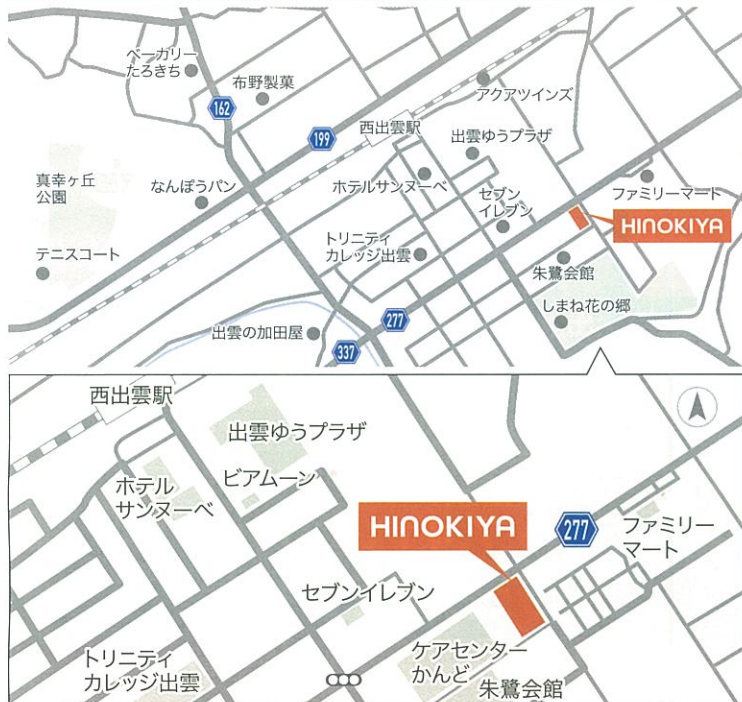 ベーカリー
たろきち
布野製菓
162
199
アクアツインズ
西出雲駅
出雲ゆうプラザ
真幸ヶ丘
公園
なんぽうパン
ホテルサンヌーベ
セブン
イレブン
ファミリーマート
HINOKIYA
テニスコート
トリニティ
カレッジ出雲
朱鷺会館
しまね花の郷
277
出雲の加田屋
337
西出雲駅
出雲ゆうプラザ
ホテル
サンヌーベ
ビアムーン
HINOKIYA
277
ファミリー
マート
セブンイレブン
トリニティ
カレッジ出雲
ケアセンター
かんど
朱鷺会館